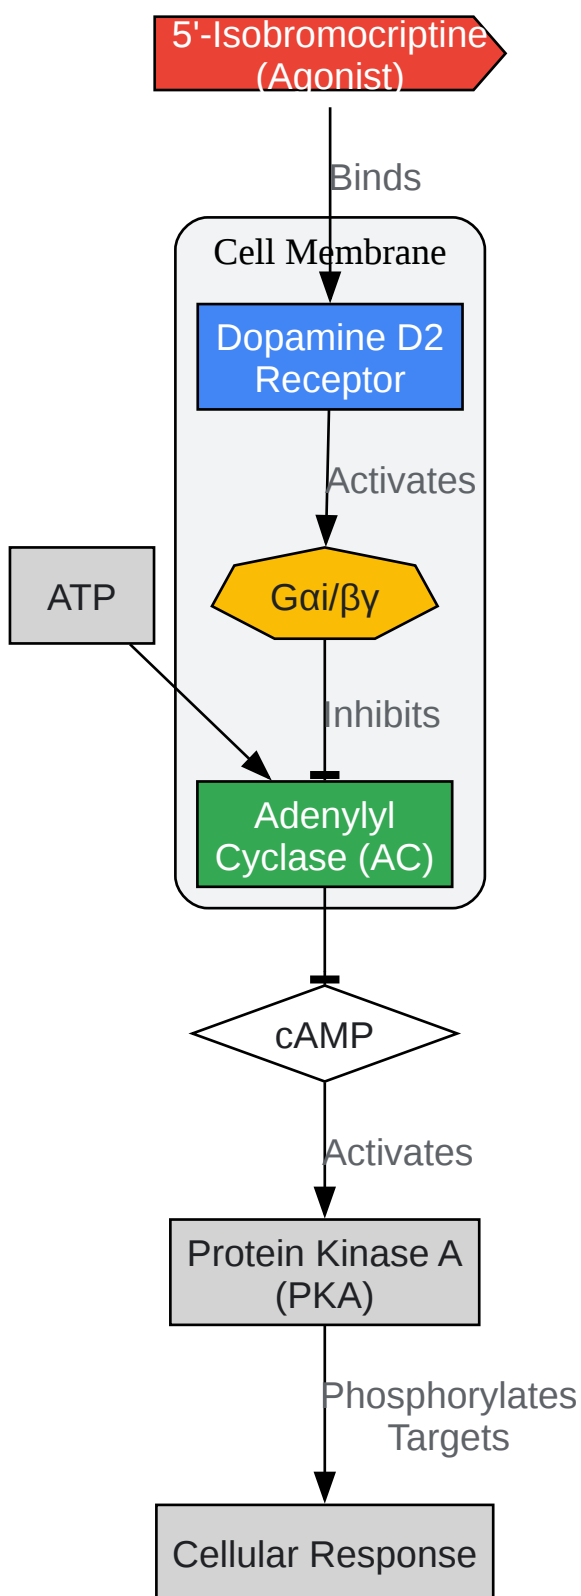 5'-Isobromocriptine
(Agonist)
Binds
Cell Membrane
Dopamine D2
Receptor
Activates
ATP
Gαi/βγ
Inhibits
Adenylyl
Cyclase (AC)
cAMP
Activates
Protein Kinase A
(PKA)
Phosphorylates
Targets
Cellular Response